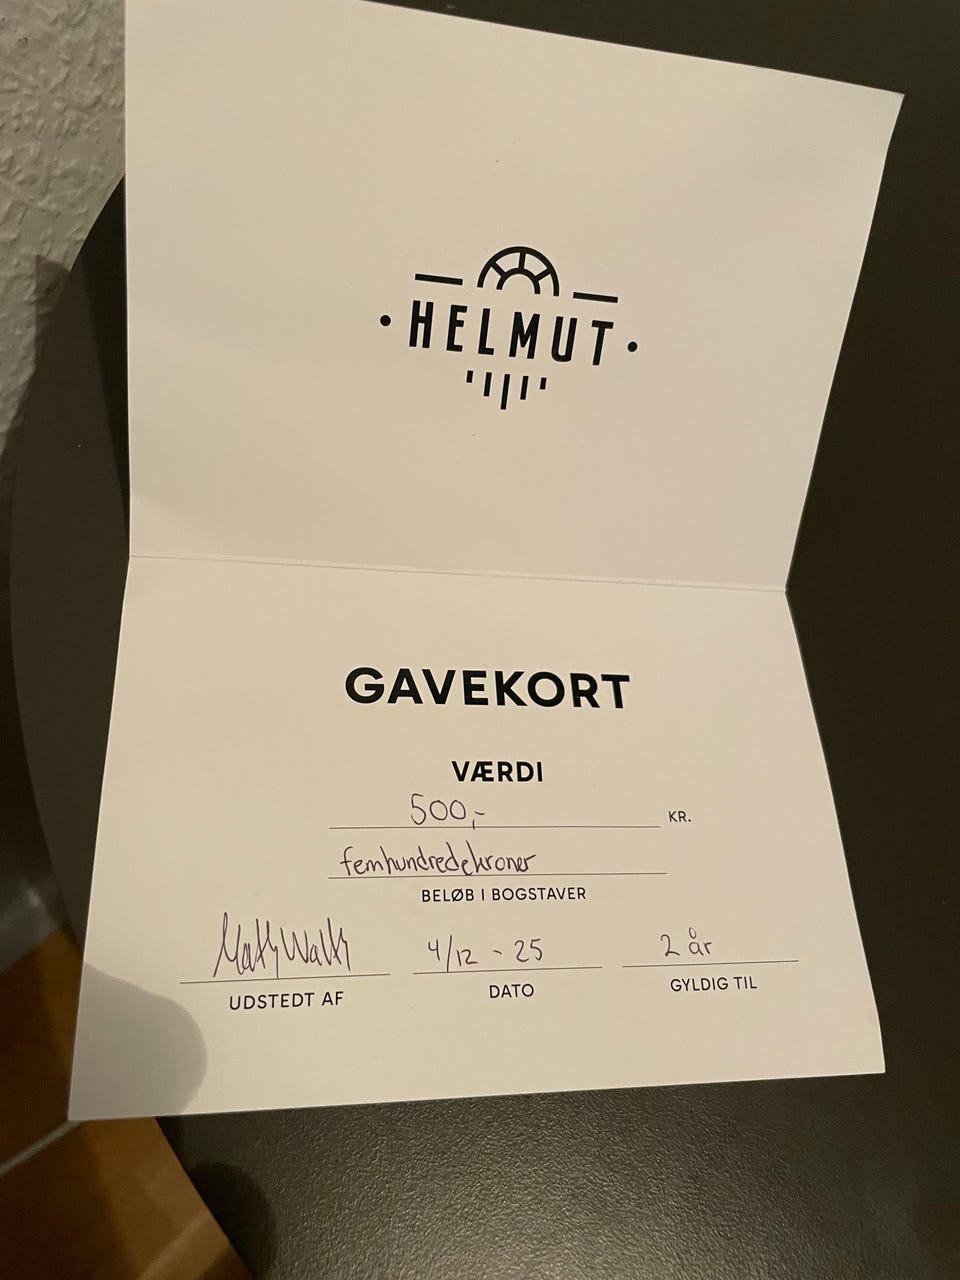 • HELMUT •
GAVEKORT
VÆRDI
500,- KR.
femhundredekroner
BELØB I BOGSTAVER
4/12 - 25 2 år
UDSTEDT AF DATO GYLDIG TIL